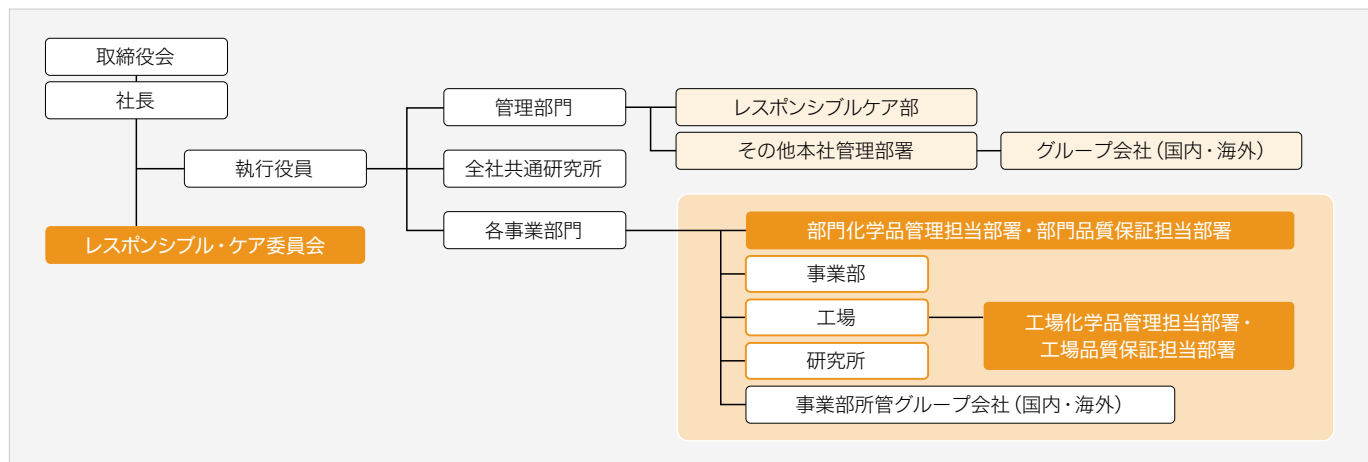 取締役会
社長
執行役員
レスポンシブル・ケア委員会
管理部門
全社共通研究所
各事業部門
レスポンシブルケア部
その他本社管理部署
グループ会社（国内・海外）
部門化学品管理担当部署・部門品質保証担当部署
事業部
工場
研究所
事業部所管グループ会社（国内・海外）
工場化学品管理担当部署・
工場品質保証担当部署